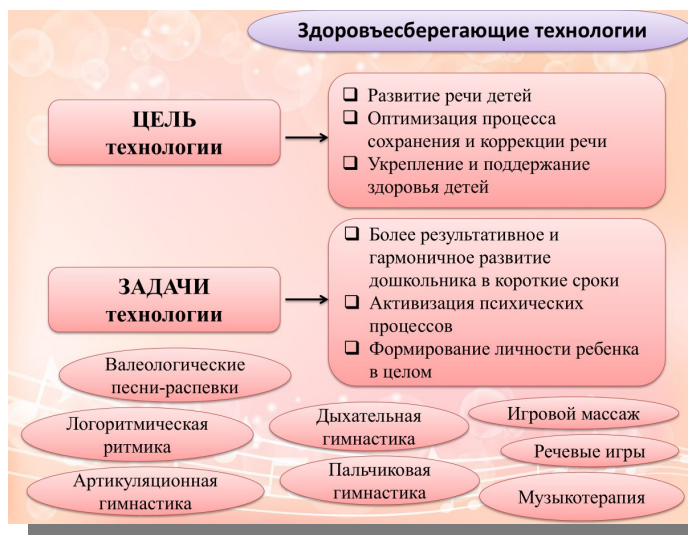 Здоровъесберегающие технологии
ЦЕЛЬ
технологии
Развитие речи детей
Оптимизация процесса
сохранения и коррекции речи
Укрепление и поддержание
здоровья детей
ЗАДАЧИ
технологии
Более результативное и
гармоничное развитие
дошкольника в короткие сроки
Активизация психических
процессов
Формирование личности ребенка
в целом
Валеологические
песни-распевки
Логоритмическая
ритмика
Артикуляционная
гимнастика
Дыхательная
гимнастика
Пальчиковая
гимнастика
Игровой массаж
Речевые игры
Музыкотерапия